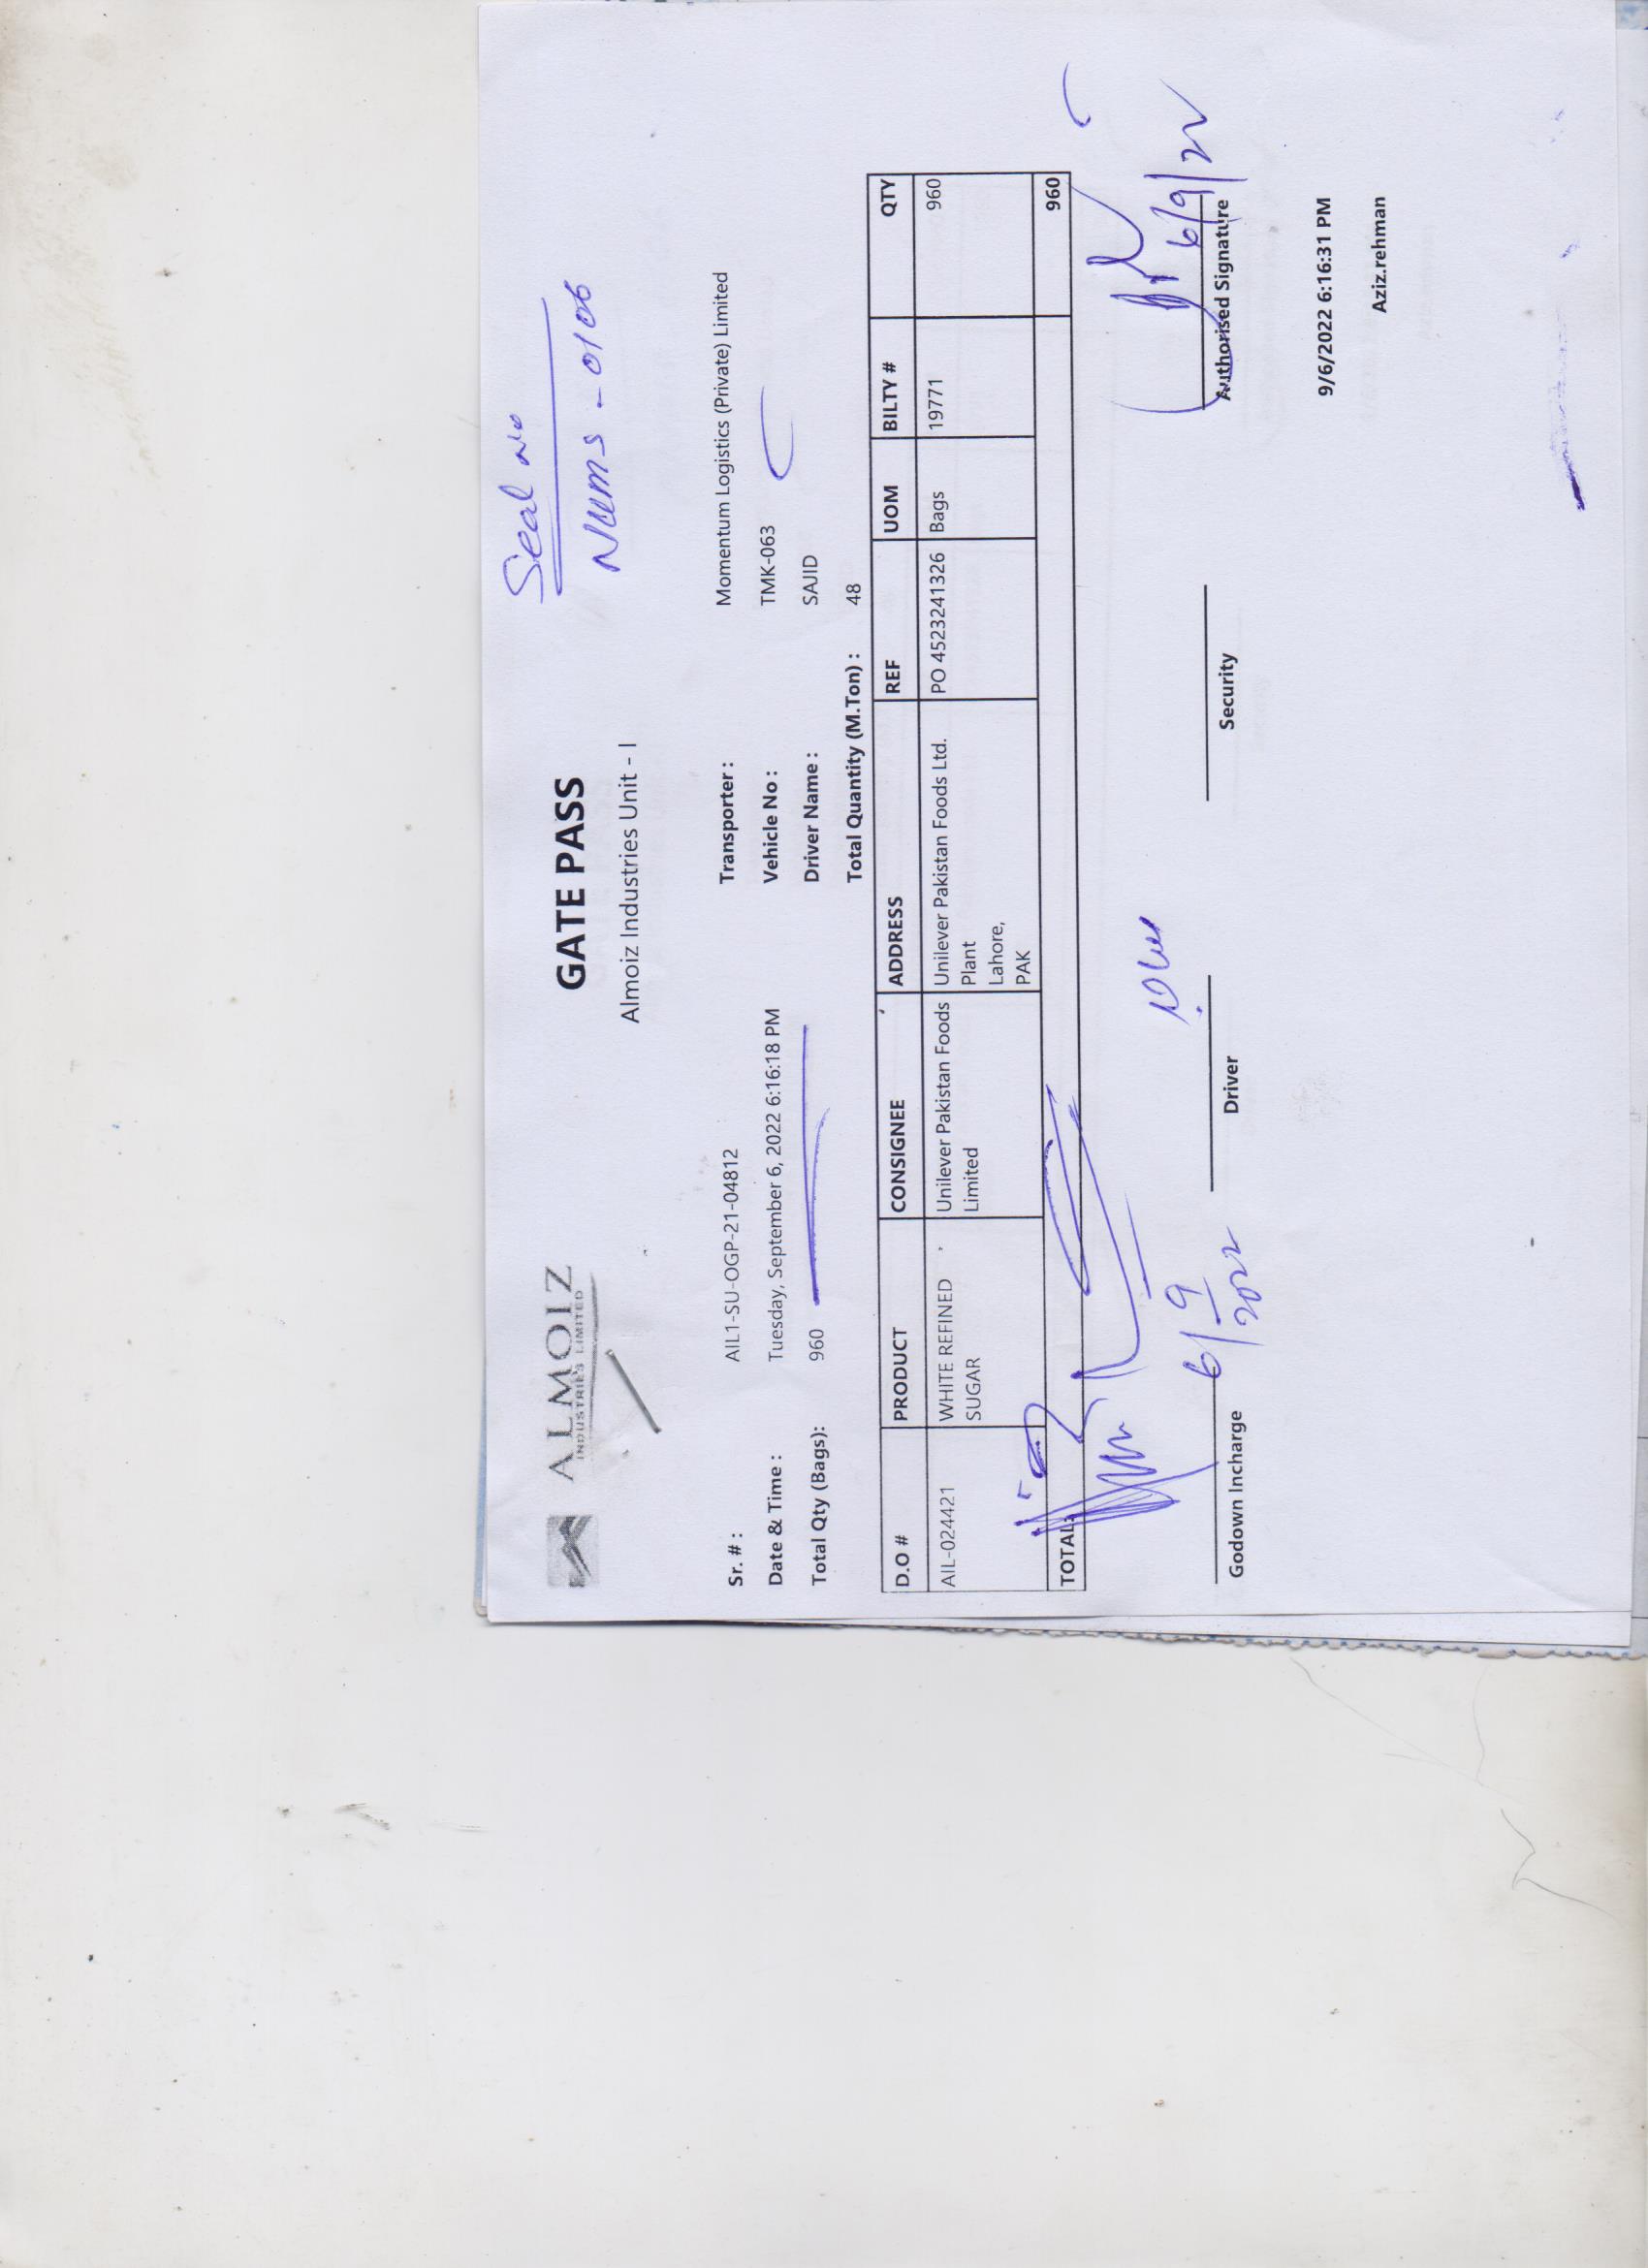 ALMOIZ
INDUSTRIES LIMITED
Seal no
GATE PASS
Almoiz Industries Unit - I
Sr. # : AIL1-SU-OGP-21-04812 Transporter : Momentum Logistics (Private) Limited
Date & Time : Tuesday, September 6, 2022 6:16:18 PM Vehicle No : TMK-063
Total Qty (Bags): 960 Driver Name : SAJID
Total Quantity (M.Ton) : 48
D.O # PRODUCT CONSIGNEE ADDRESS REF UOM BILTY # QTY
AIL-024421 WHITE REFINED Unilever Pakistan Foods Unilever Pakistan Foods Ltd. PO 4523241326 Bags 19771 960
SUGAR Limited Plant
Lahore,
PAK
TOTAL: 960
6/9 2022
6/9/22
Godown Incharge Driver Security Authorised Signature
9/6/2022 6:16:31 PM
Aziz.rehman